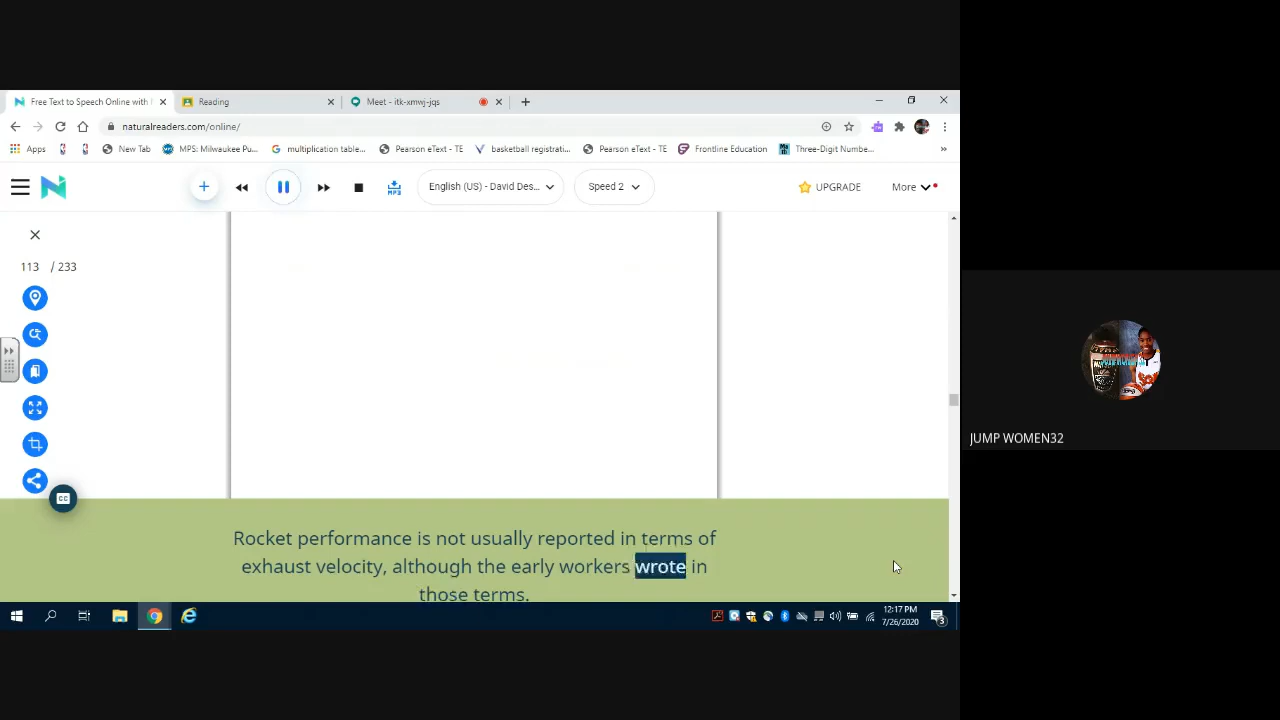 Free Text to Speech Online with
Reading
Meet - itk-xmwj-jqs
naturalreaders.com/online/
Apps
New Tab
MPS: Milwaukee Pu...
multiplication table...
Pearson eText - TE
basketball registrati...
Pearson eText - TE
Frontline Education
Three-Digit Numbe...
»
MP3
English (US) - David Des...
Speed 2
UPGRADE
More
113 / 233
CC
Rocket performance is not usually reported in terms of
exhaust velocity, although the early workers wrote in
those terms.
JUMP WOMEN32
12:17 PM
7/26/2020
3